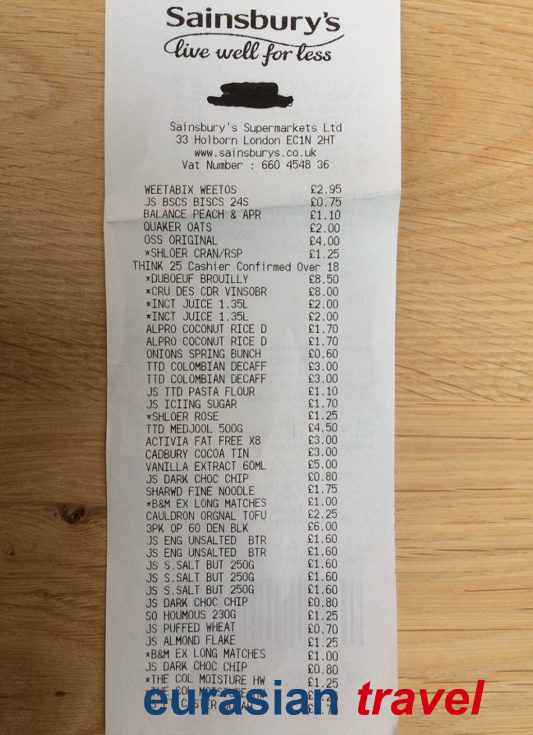 Sainsbury's
live well for less
Sainsbury's Supermarkets Ltd
33 Holborn London EC1N 2HT
www.sainsburys.co.uk
Vat Number : 660 4548 36
WEETABIX WEETOS £2.95
JS BSCS BISCS 24S £0.75
BALANCE PEACH & APR £1.10
QUAKER OATS £2.00
OSS ORIGINAL £4.00
*SHLOER CRAN/RSP £1.25
THINK 25 Cashier Confirmed Over 18
*DUBOEUF BROUILLY £8.50
*CRU DES CDR VINSOBR £8.00
*INCT JUICE 1.35L £2.00
*INCT JUICE 1.35L £2.00
ALPRO COCONUT RICE D £1.70
ALPRO COCONUT RICE D £1.70
ONIONS SPRING BUNCH £0.60
TTD COLOMBIAN DECAFF £3.00
TTD COLOMBIAN DECAFF £3.00
JS TTD PASTA FLOUR £1.10
JS ICIING SUGAR £1.70
*SHLOER ROSE £1.25
TTD MEDJOOL 500G £4.50
ACTIVIA FAT FREE X8 £3.00
CADBURY COCOA TIN £3.00
VANILLA EXTRACT 60ML £5.00
JS DARK CHOC CHIP £0.80
SHARWD FINE NOODLE £1.75
*B&M EX LONG MATCHES £1.00
CAULDRON ORGNAL TOFU £2.25
3PK OP 60 DEN BLK £6.00
JS ENG UNSALTED BTR £1.60
JS ENG UNSALTED BTR £1.60
JS S.SALT BUT 250G £1.60
JS S.SALT BUT 250G £1.60
JS S.SALT BUT 250G £1.60
JS DARK CHOC CHIP £0.80
SO HOUMOUS 230G £1.25
JS PUFFED WHEAT £0.70
JS ALMOND FLAKE £1.25
*B&M EX LONG MATCHES £1.00
JS DARK CHOC CHIP £0.80
*THE COL MOISTURE HW £1.25
eurasian travel